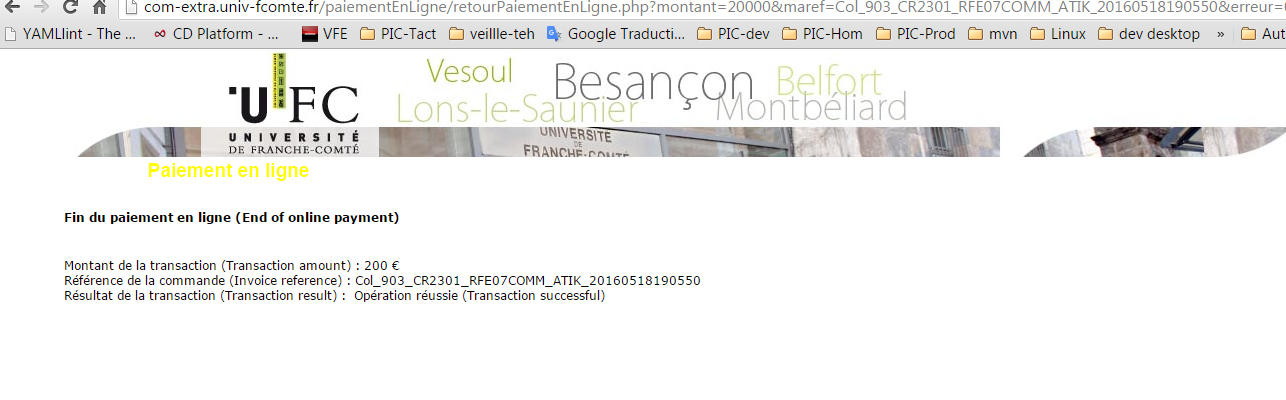 com-extra.univ-fcomte.fr/paiementEnLigne/retourPaiementEnLigne.php?montant=20000&maref=Col_903_CR2301_RFE07COMM_ATIK_20160518190550&erreur=
YAMLlint - The ... CD Platform - ... VFE PIC-Tact veillle-teh Google Traducti... PIC-dev PIC-Hom PIC-Prod mvn Linux dev desktop » Aut
Vesoul Besançon Belfort
Lons-le-Saunier Montbéliard
UFC
UNIVERSITÉ
DE FRANCHE-COMTÉ
UNIVERSITÉ
FRANCHE-COMTÉ
Paiement en ligne
Fin du paiement en ligne (End of online payment)
Montant de la transaction (Transaction amount) : 200 €
Référence de la commande (Invoice reference) : Col_903_CR2301_RFE07COMM_ATIK_20160518190550
Résultat de la transaction (Transaction result) : Opération réussie (Transaction successful)